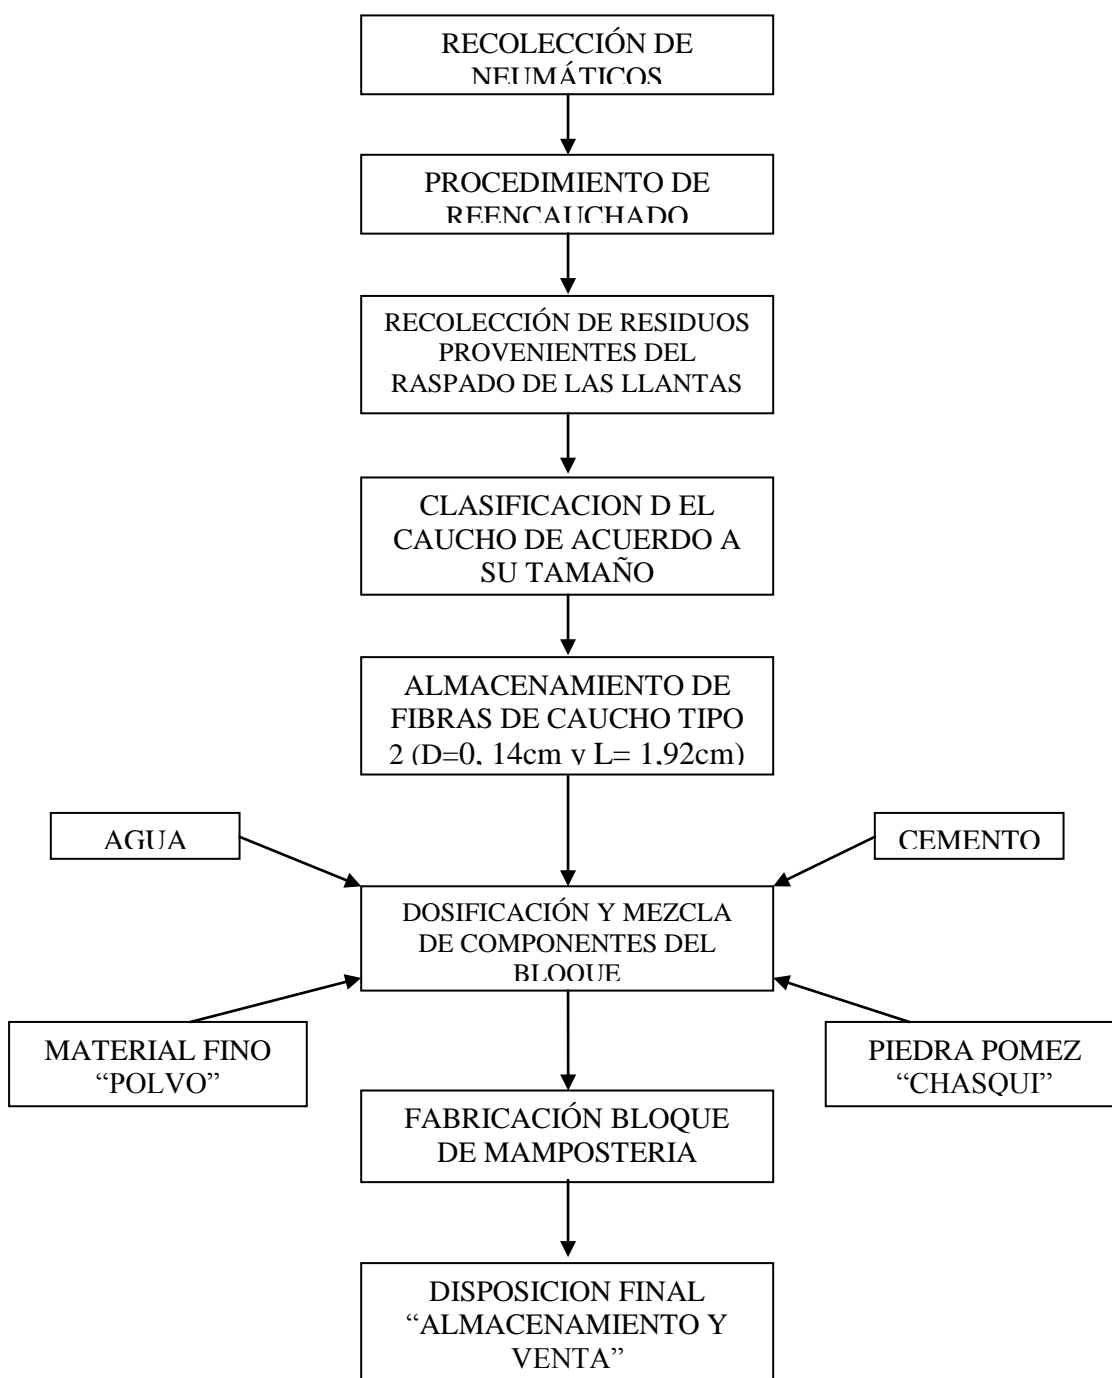 RECOLECCIÓN DE
NEUMÁTICOS
PROCEDIMIENTO DE
REENCAUCHADO
RECOLECCIÓN DE RESIDUOS
PROVENIENTES DEL
RASPADO DE LAS LLANTAS
CLASIFICACION D EL
CAUCHO DE ACUERDO A
SU TAMAÑO
ALMACENAMIENTO DE
FIBRAS DE CAUCHO TIPO
2 (D=0, 14cm y L= 1,92cm)
AGUA
CEMENTO
DOSIFICACIÓN Y MEZCLA
DE COMPONENTES DEL
BLOQUE
MATERIAL FINO
“POLVO”
PIEDRA POMEZ
“CHASQUI”
FABRICACIÓN BLOQUE
DE MAMPOSTERIA
DISPOSICION FINAL
“ALMACENAMIENTO Y
VENTA”